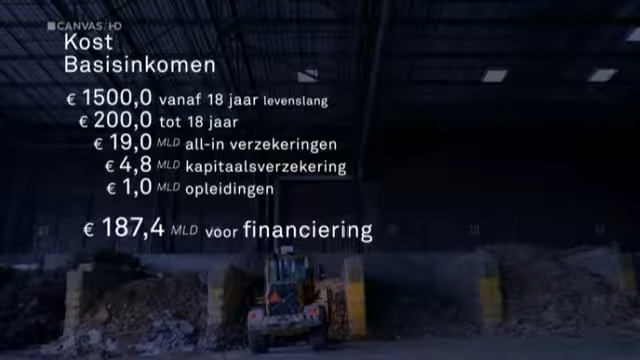 CANVAS/HD
Kost
Basisinkomen
€ 1500,0 vanaf 18 jaar levenslang
€ 200,0 tot 18 jaar
€ 19,0 MLD all-in verzekeringen
€ 4,8 MLD kapitaalsverzekering
€ 1,0 MLD opleidingen
€ 187,4 MLD voor financiering